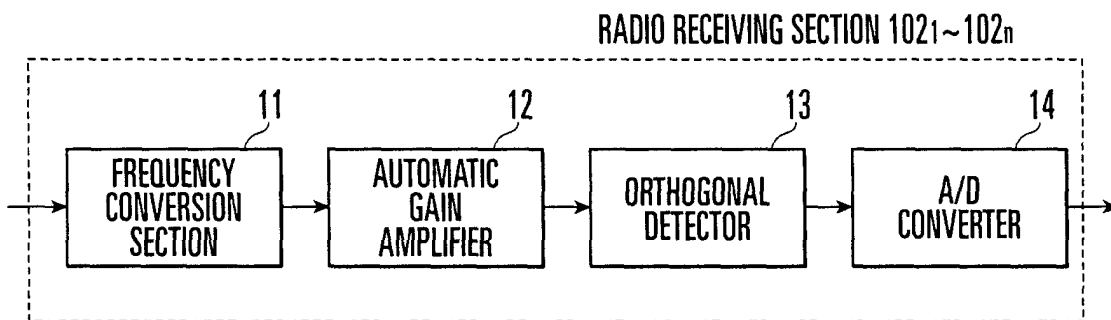 RADIO RECEIVING SECTION 102₁~102ₙ
11
12
13
14
FREQUENCY
CONVERSION
SECTION
AUTOMATIC
GAIN
AMPLIFIER
ORTHOGONAL
DETECTOR
A/D
CONVERTER